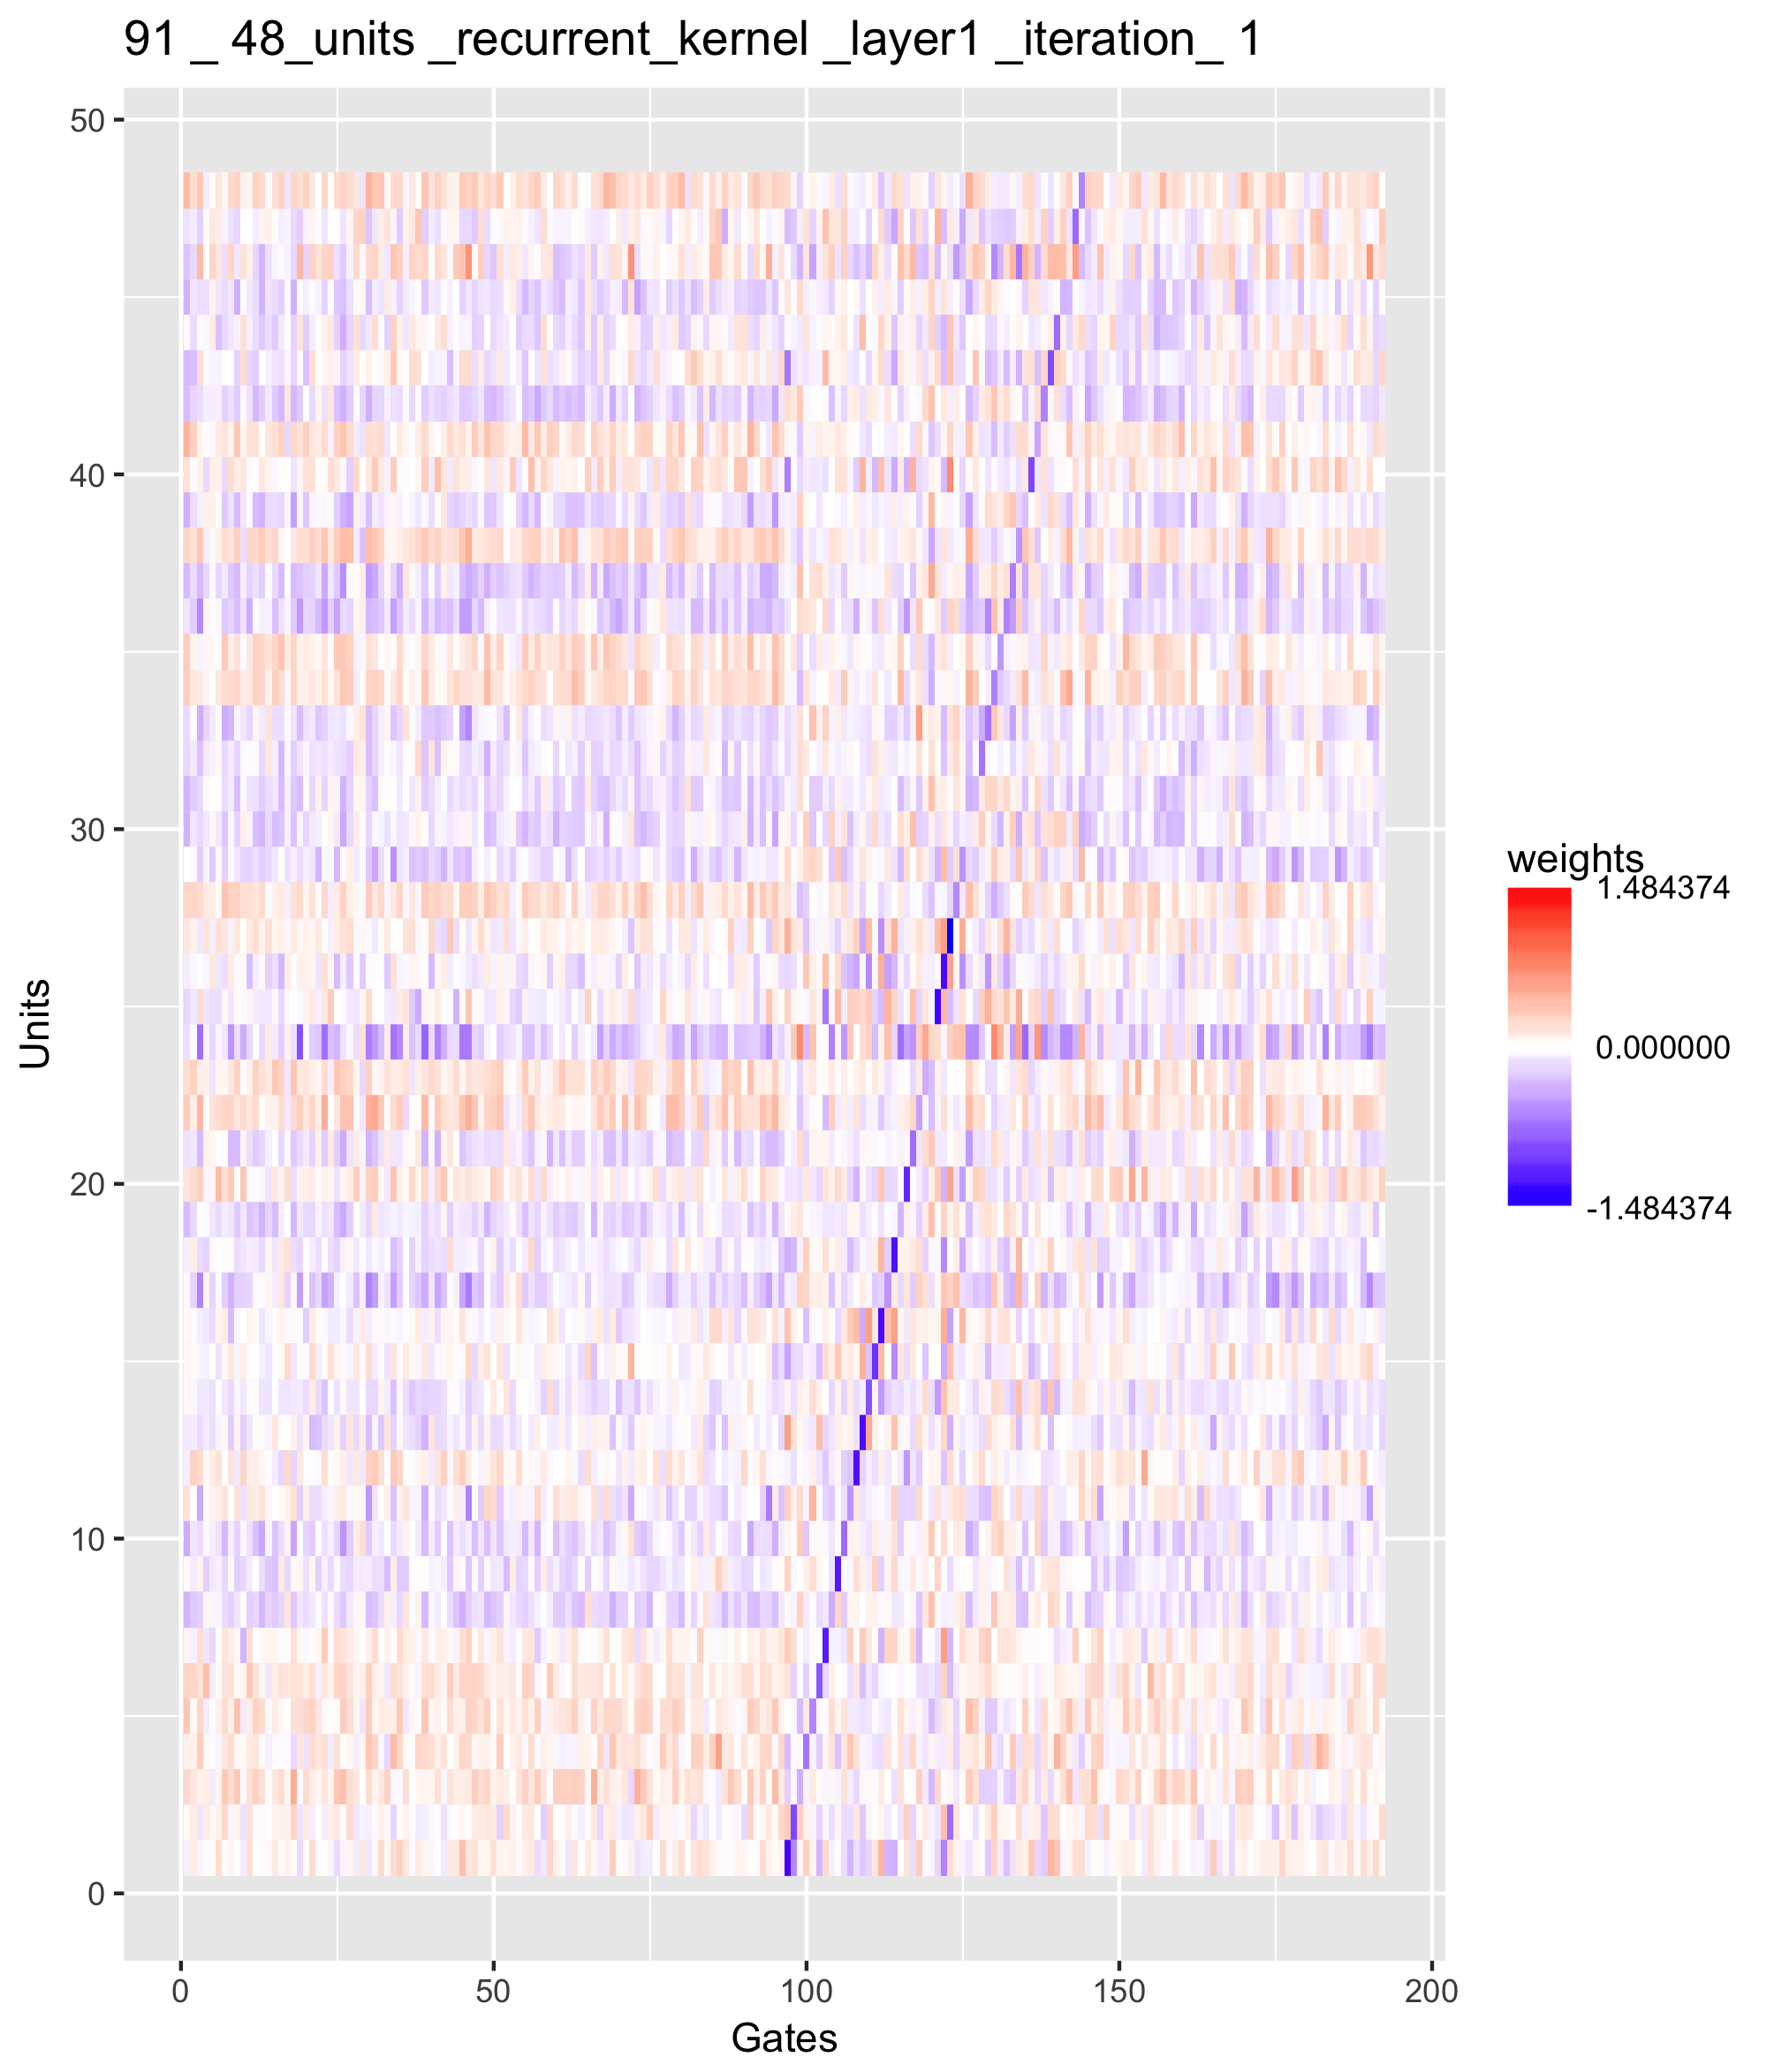 91 _ 48_units _recurrent_kernel _layer1 _iteration_ 1
50
40
30
20
10
0
Units
0 50 100 150 200
Gates
weights
1.484374
0.000000
-1.484374